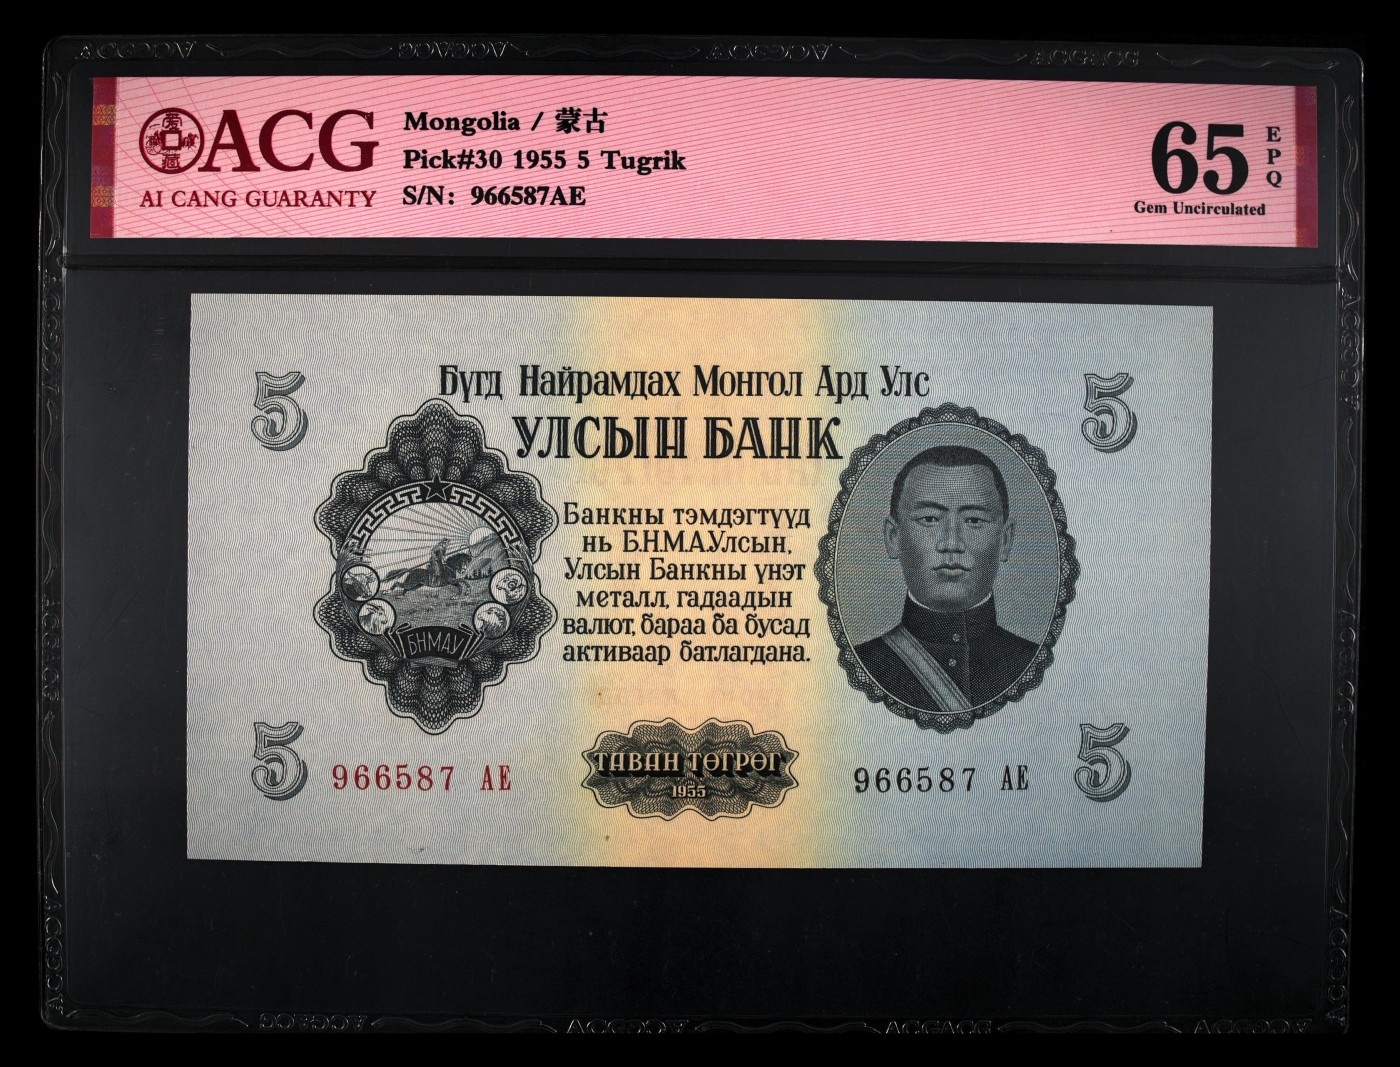 ACG
AI CANG GUARANTY
Mongolia / 蒙古
Pick#30 1955 5 Tugrik
S/N: 966587AE
65
EPQ
Gem Uncirculated
5
5
Бүгд Найрамдах Монгол Ард Улс
УЛСЫН БАНК
Банкны тэмдэгтүүд
нь Б.Н.М.А.Улсын,
Улсын Банкны үнэт
металл, гадаадын
валют, бараа ба бусад
активаар батлагдана.
БНМАУ
5
966587 АЕ
ТАВАН ТӨГРӨГ
1955
966587 АЕ
5